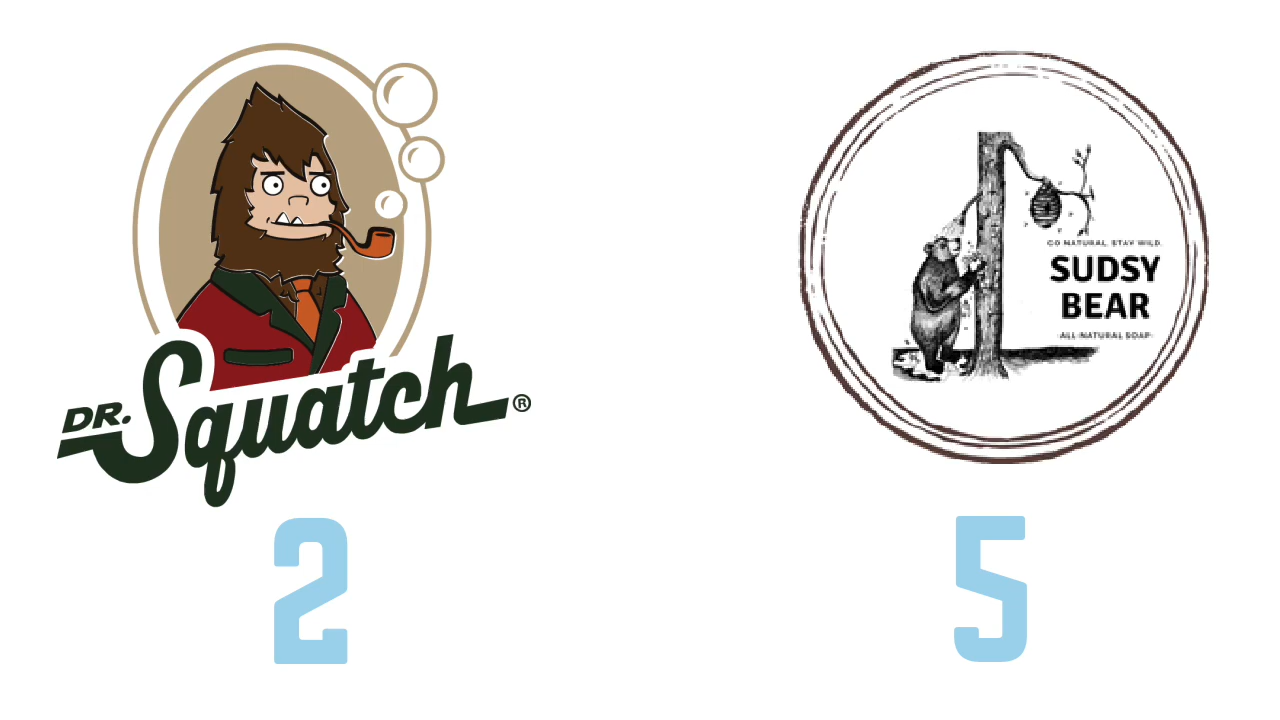 DR. Squatch®
GO NATURAL. STAY WILD.
SUDSY
BEAR
·ALL NATURAL SOAP·
2
5